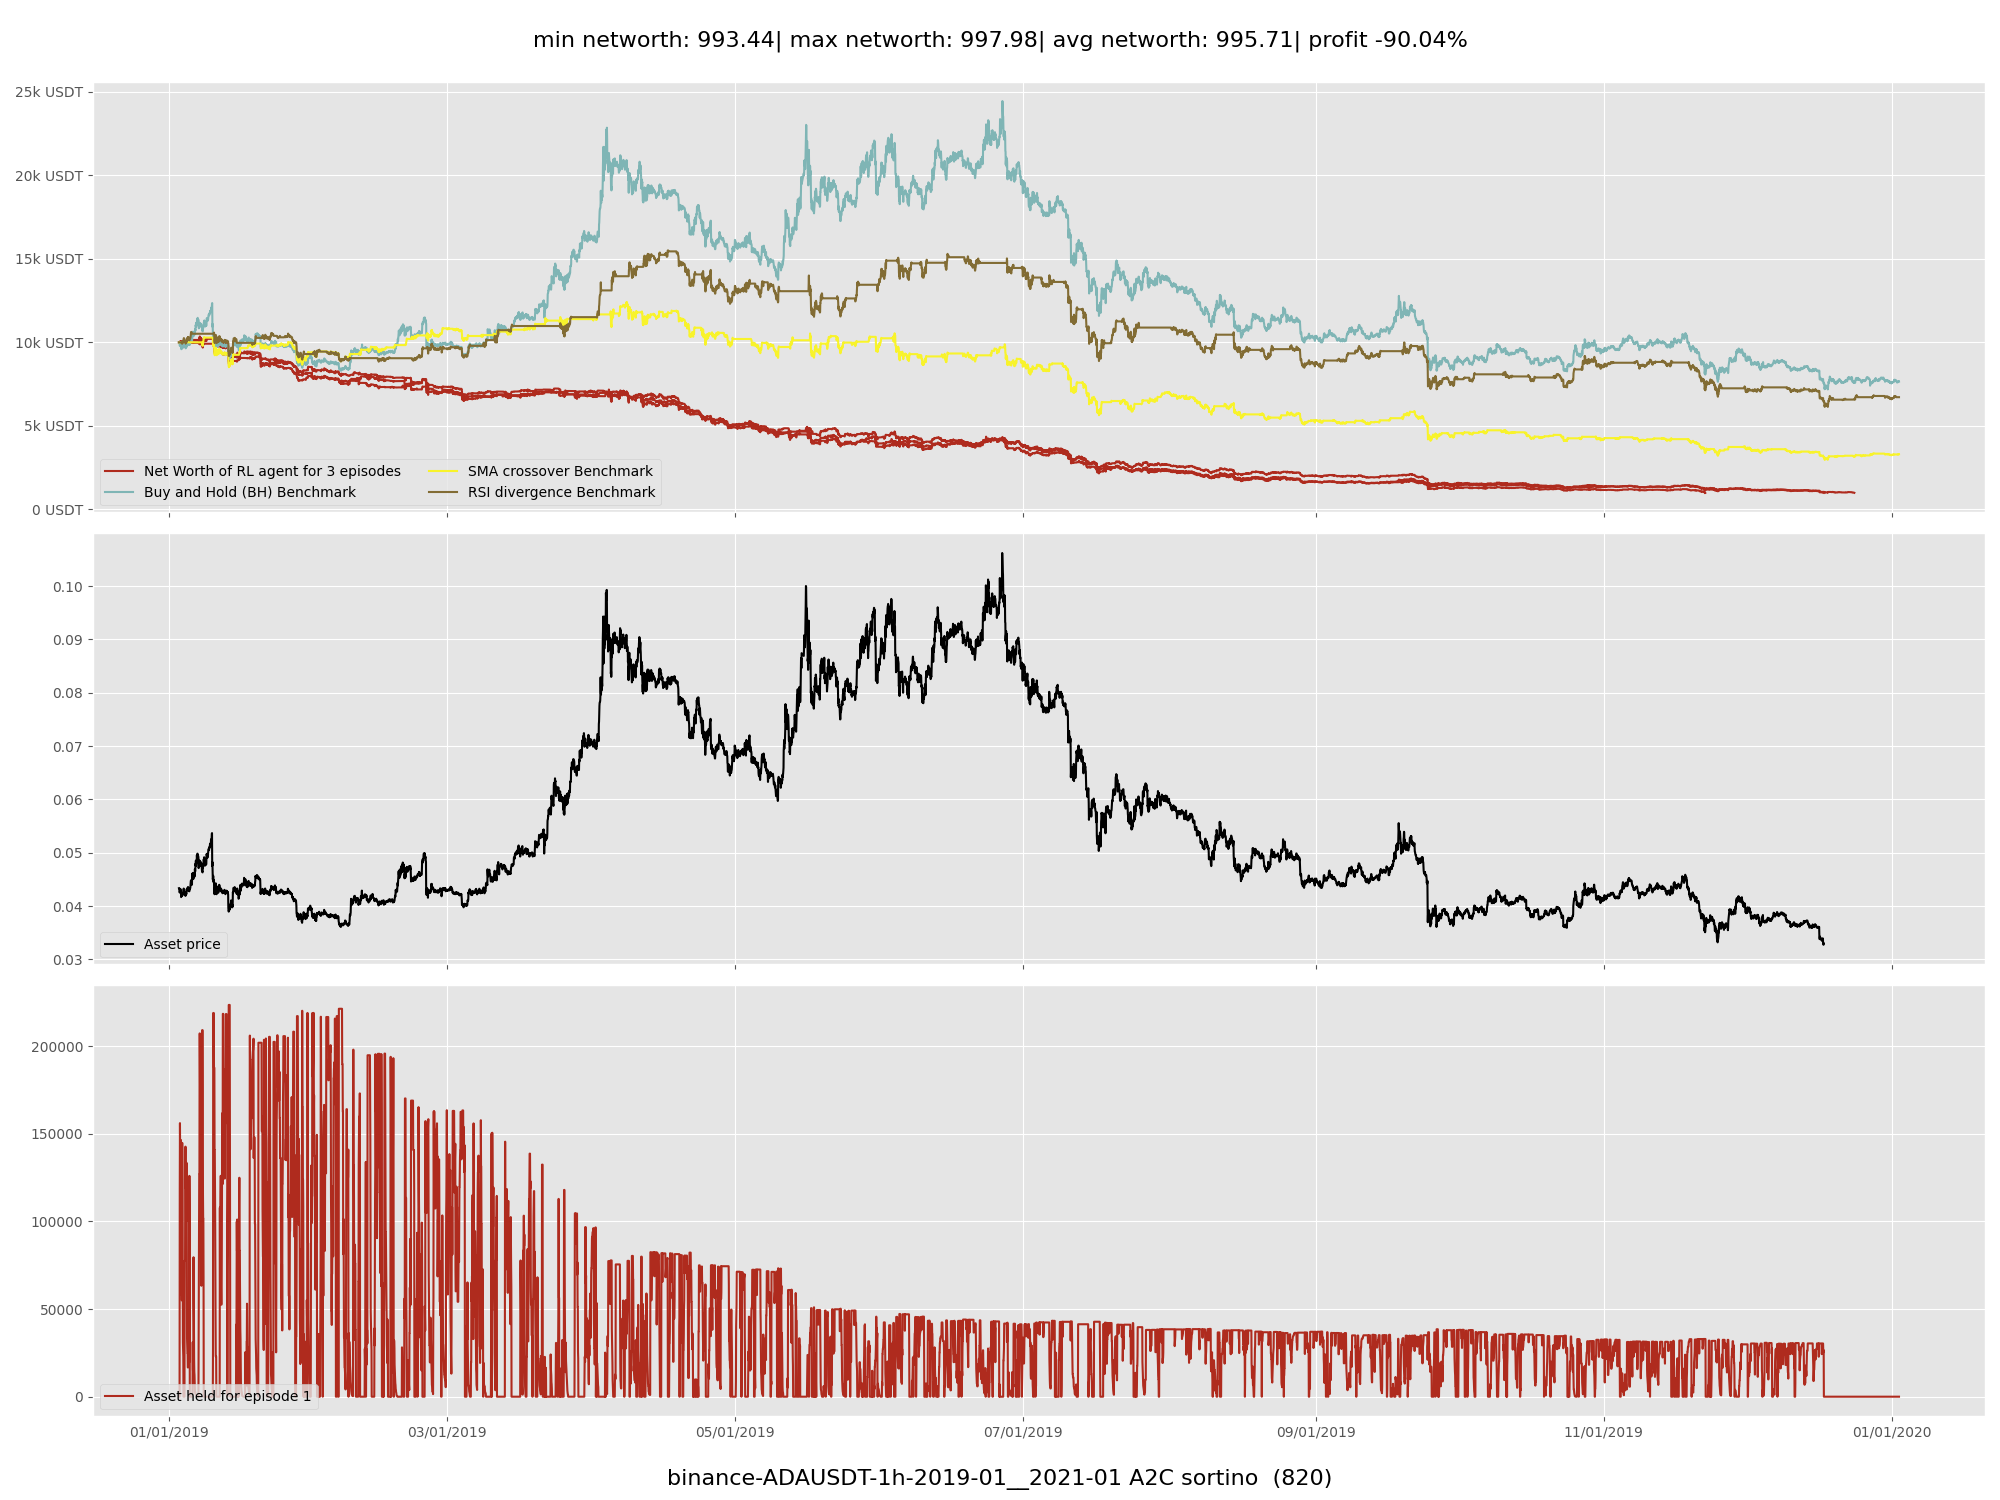 min networth: 993.44| max networth: 997.98| avg networth: 995.71| profit -90.04%
25k USDT
20k USDT
15k USDT
10k USDT
5k USDT
0 USDT
Net Worth of RL agent for 3 episodes
Buy and Hold (BH) Benchmark
SMA crossover Benchmark
RSI divergence Benchmark
0.10
0.09
0.08
0.07
0.06
0.05
0.04
0.03
Asset price
200000
150000
100000
50000
0
Asset held for episode 1
01/01/2019 03/01/2019 05/01/2019 07/01/2019 09/01/2019 11/01/2019 01/01/2020
binance-ADAUSDT-1h-2019-01__2021-01 A2C sortino  (820)